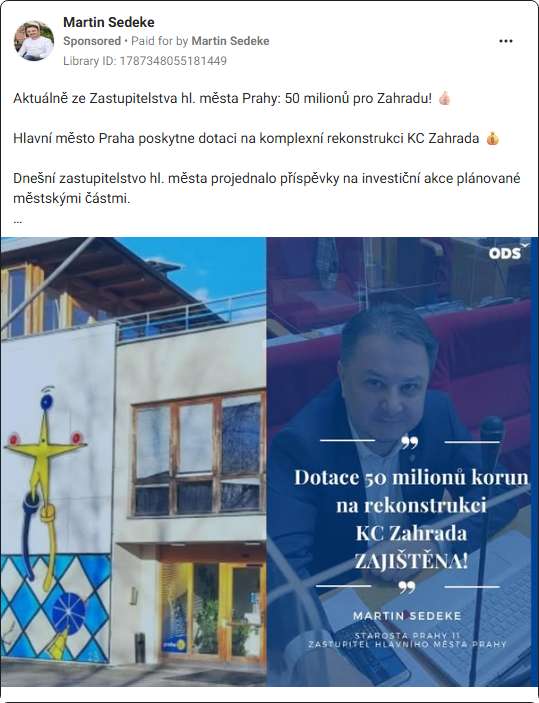 Martin Sedeke
Sponsored • Paid for by Martin Sedeke
Library ID: 1787348055181449
Aktuálně ze Zastupitelstva hl. města Prahy: 50 milionů pro Zahradu! 👍🏻
Hlavní město Praha poskytne dotaci na komplexní rekonstrukci KC Zahrada 💰
Dnešní zastupitelstvo hl. města projednalo příspěvky na investiční akce plánované
městskými částmi.
...
ODS
Dotace 50 milionů korun
na rekonstrukci
KC Zahrada
ZAJIŠTĚNA!
MARTIN SEDEKE
STAROSTA PRAHY 11
ZASTUPITEL HLAVNÍHO MĚSTA PRAHY